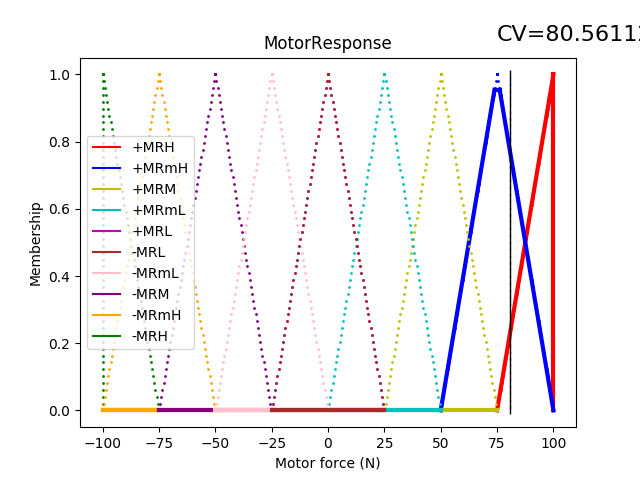 CV=80.5611
MotorResponse
Membership
1.0
0.8
0.6
0.4
0.2
0.0
+MRH
+MRmH
+MRM
+MRmL
+MRL
-MRL
-MRmL
-MRM
-MRmH
-MRH
−100
−75
−50
−25
0
25
50
75
100
Motor force (N)